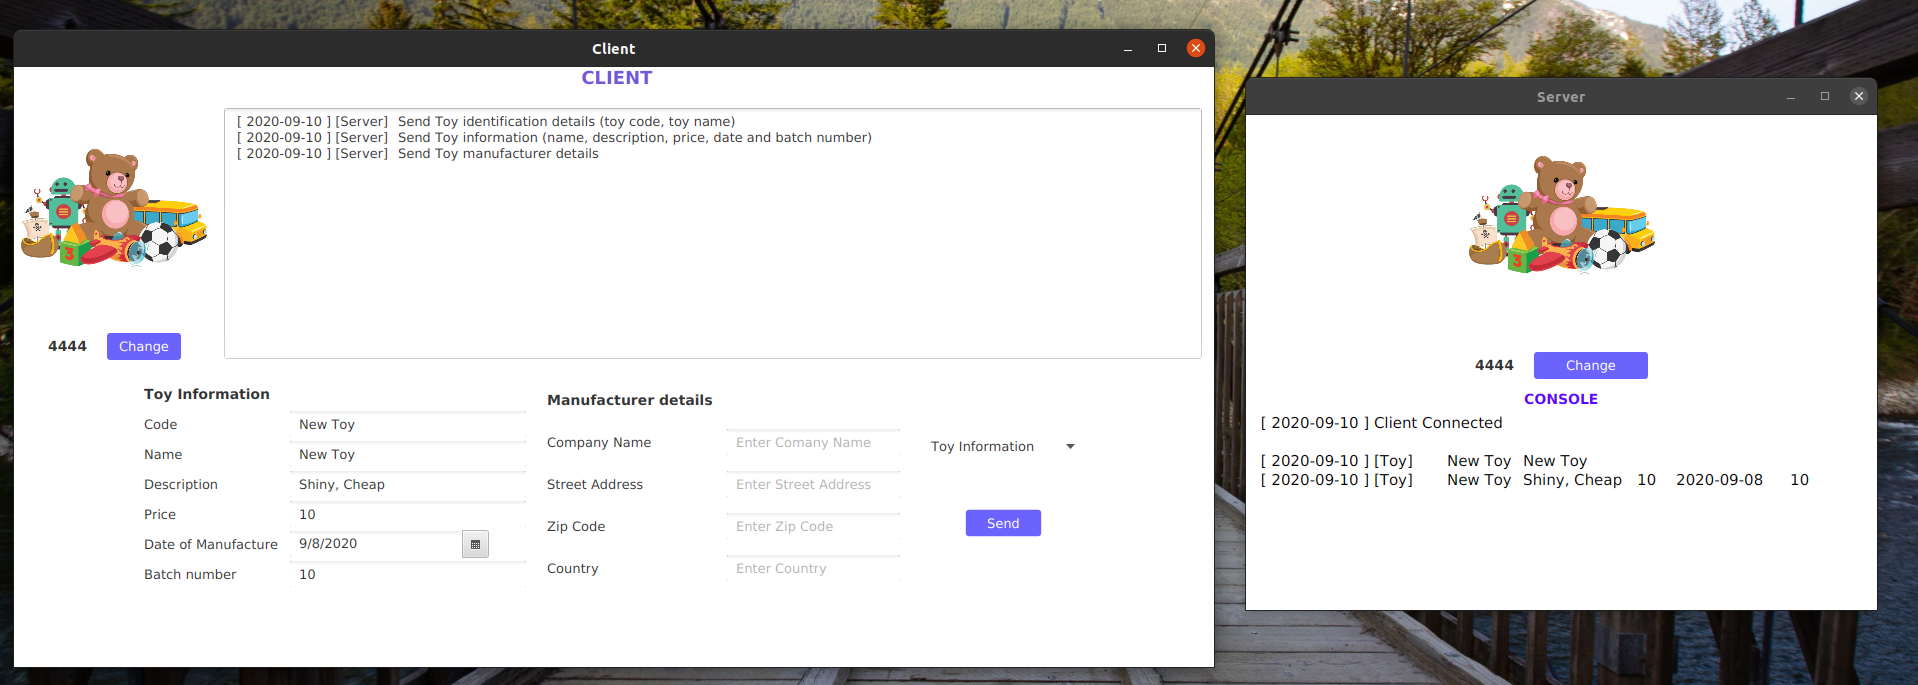 Client
CLIENT
[ 2020-09-10 ] [Server] Send Toy identification details (toy code, toy name)
[ 2020-09-10 ] [Server] Send Toy information (name, description, price, date and batch number)
[ 2020-09-10 ] [Server] Send Toy manufacturer details
3
4444 Change
Toy Information
Code New Toy
Name New Toy
Description Shiny, Cheap
Price 10
Date of Manufacture 9/8/2020
Batch number 10
Manufacturer details
Company Name Enter Comany Name
Street Address Enter Street Address
Zip Code Enter Zip Code
Country Enter Country
Toy Information
Send
Server
3
4444 Change
CONSOLE
[ 2020-09-10 ] Client Connected
[ 2020-09-10 ] [Toy] New Toy New Toy
[ 2020-09-10 ] [Toy] New Toy Shiny, Cheap 10 2020-09-08 10